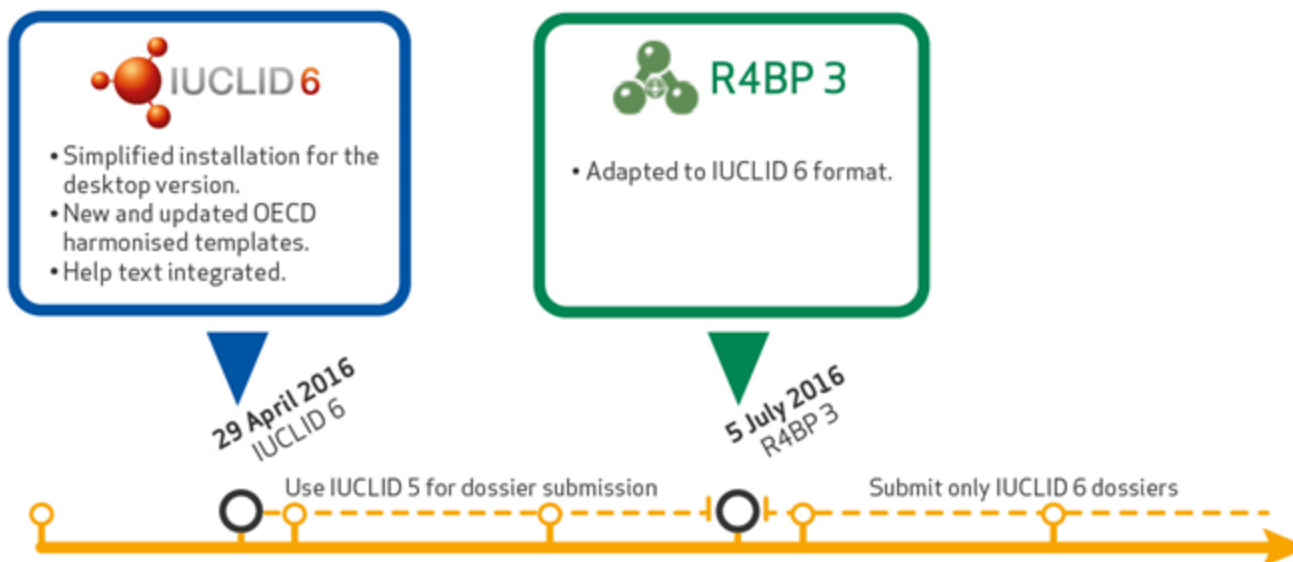 IUCLID 6
• Simplified installation for the
desktop version.
• New and updated OECD
harmonised templates.
• Help text integrated.
R4BP 3
• Adapted to IUCLID 6 format.
29 April 2016
IUCLID 6
5 July 2016
R4BP 3
Use IUCLID 5 for dossier submission
Submit only IUCLID 6 dossiers